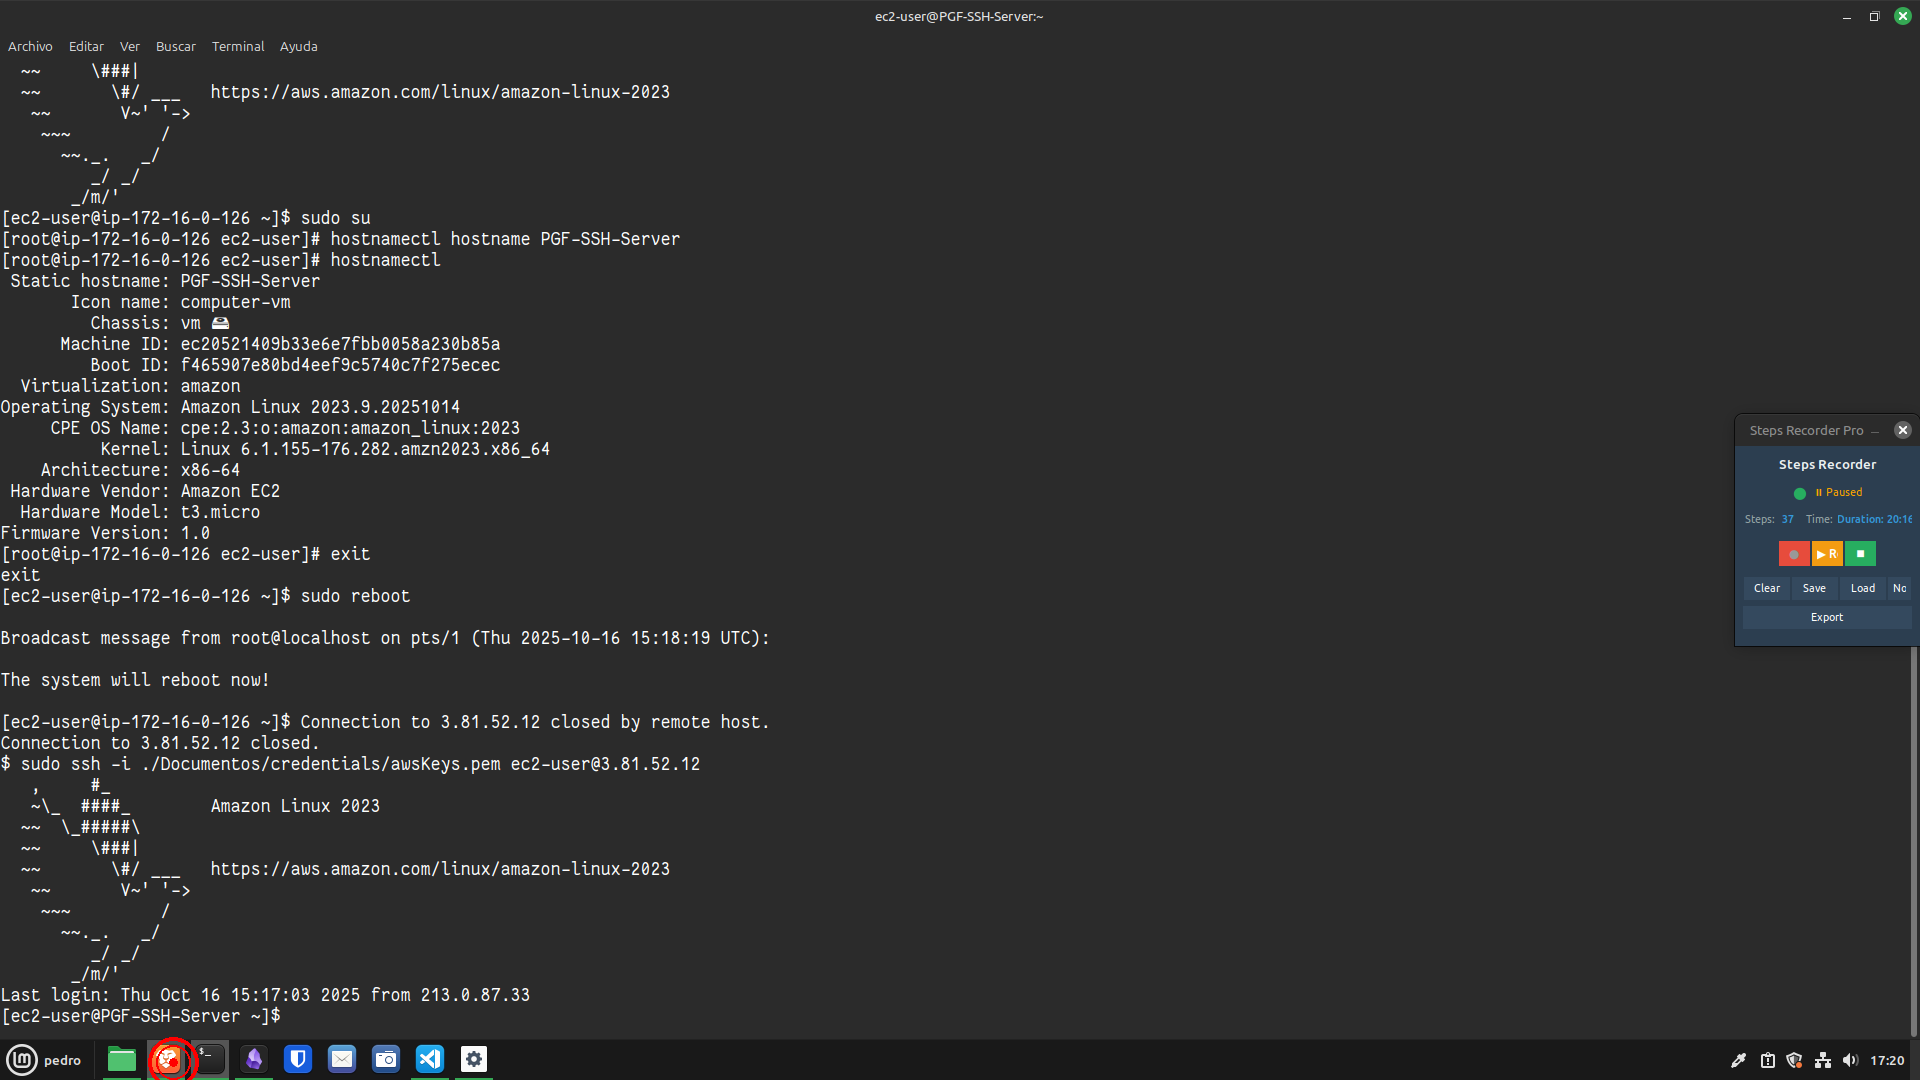 ec2-user@PGF-SSH-Server:~
Archivo Editar Ver Buscar Terminal Ayuda
   ~~     \###|
  ~~       \#/ ___   https://aws.amazon.com/linux/amazon-linux-2023
   ~~       V~' '->
    ~~~         /
      ~~._.   _/
         _/ _/
       _/m/'
[ec2-user@ip-172-16-0-126 ~]$ sudo su
[root@ip-172-16-0-126 ec2-user]# hostnamectl hostname PGF-SSH-Server
[root@ip-172-16-0-126 ec2-user]# hostnamectl
 Static hostname: PGF-SSH-Server
       Icon name: computer-vm
         Chassis: vm 🖴
      Machine ID: ec20521409b33e6e7fbb0058a230b85a
         Boot ID: f465907e80bd4eef9c5740c7f275ecec
  Virtualization: amazon
Operating System: Amazon Linux 2023.9.20251014
     CPE OS Name: cpe:2.3:o:amazon:amazon_linux:2023
          Kernel: Linux 6.1.155-176.282.amzn2023.x86_64
    Architecture: x86-64
 Hardware Vendor: Amazon EC2
  Hardware Model: t3.micro
Firmware Version: 1.0
[root@ip-172-16-0-126 ec2-user]# exit
exit
[ec2-user@ip-172-16-0-126 ~]$ sudo reboot
Broadcast message from root@localhost on pts/1 (Thu 2025-10-16 15:18:19 UTC):
The system will reboot now!
[ec2-user@ip-172-16-0-126 ~]$ Connection to 3.81.52.12 closed by remote host.
Connection to 3.81.52.12 closed.
$ sudo ssh -i ./Documentos/credentials/awsKeys.pem ec2-user@3.81.52.12
   ,     #_
   ~\_  ####_        Amazon Linux 2023
  ~~  \_#####\
  ~~     \###|
  ~~       \#/ ___   https://aws.amazon.com/linux/amazon-linux-2023
   ~~       V~' '->
    ~~~         /
      ~~._.   _/
         _/ _/
       _/m/'
Last login: Thu Oct 16 15:17:03 2025 from 213.0.87.33
[ec2-user@PGF-SSH-Server ~]$
Steps Recorder Pro
Steps Recorder
Paused
Steps: 37 Time: Duration: 20:16
R
Clear Save Load No
Export
pedro
17:20